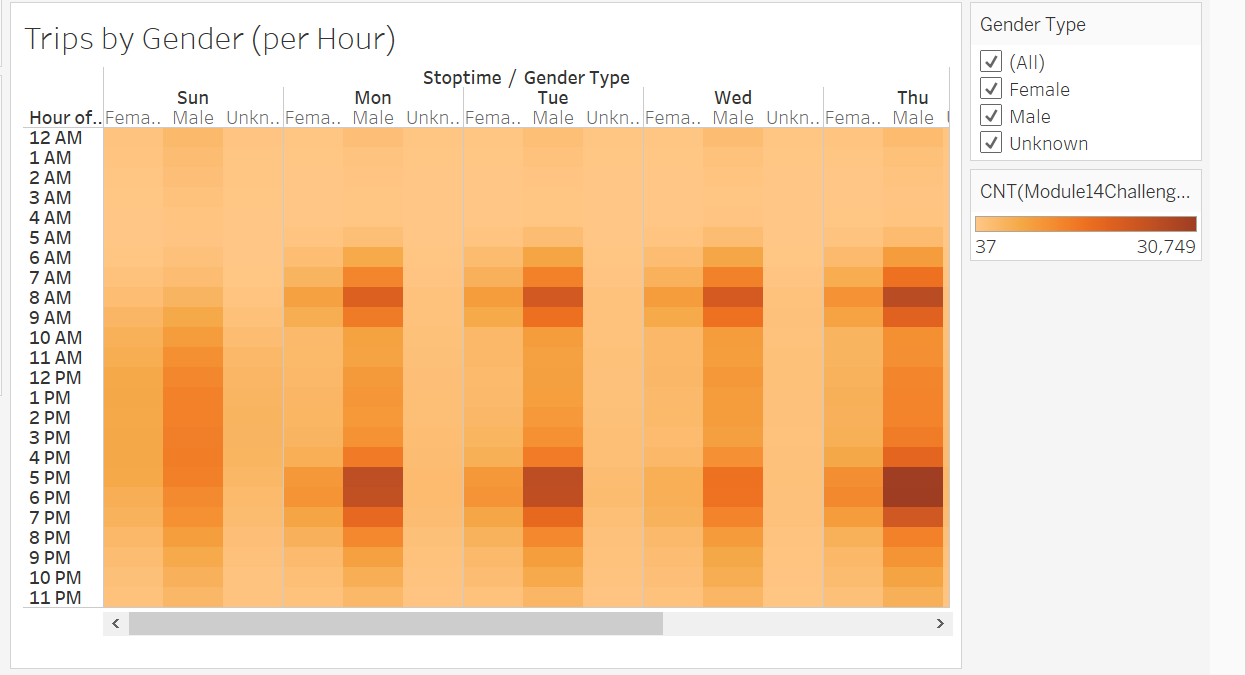 Trips by Gender (per Hour)
Stoptime / Gender Type
Sun Mon Tue Wed Thu
Hour of.. Fema.. Male Unkn.. Fema.. Male Unkn.. Fema.. Male Unkn.. Fema.. Male Unkn.. Fema.. Male
12 AM
1 AM
2 AM
3 AM
4 AM
5 AM
6 AM
7 AM
8 AM
9 AM
10 AM
11 AM
12 PM
1 PM
2 PM
3 PM
4 PM
5 PM
6 PM
7 PM
8 PM
9 PM
10 PM
11 PM
Gender Type
(All)
Female
Male
Unknown
CNT(Module14Challeng...
37 30,749